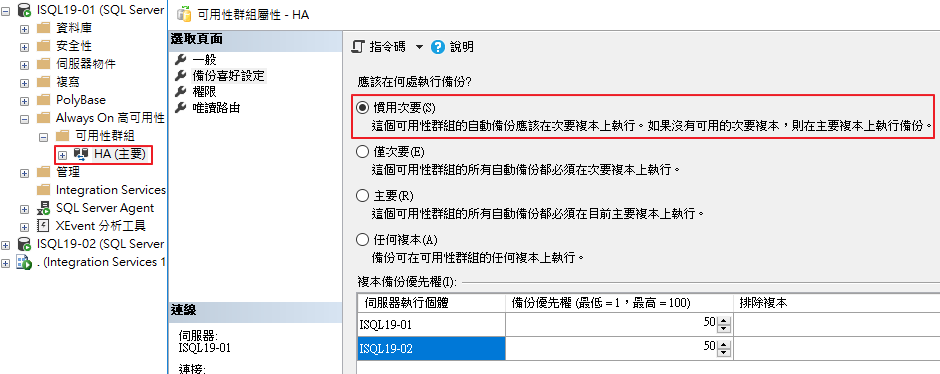 ISQL19-01 (SQL Server
資料庫
安全性
伺服器物件
複寫
PolyBase
Always On 高可用性
可用性群組
HA (主要)
管理
Integration Services
SQL Server Agent
XEvent 分析工具
ISQL19-02 (SQL Server
. (Integration Services 1
可用性群組屬性 - HA
選取頁面
一般
備份喜好設定
權限
唯讀路由
連線
伺服器:
ISQL19-01
連接:
指令碼 說明
應該在何處執行備份?
慣用次要(S)
這個可用性群組的自動備份應該在次要複本上執行。如果沒有可用的次要複本，則在主要複本上執行備份。
僅次要(E)
這個可用性群組的所有自動備份都必須在次要複本上執行。
主要(R)
這個可用性群組的所有自動備份都必須在目前主要複本上執行。
任何複本(A)
備份可在可用性群組的任何複本上執行。
複本備份優先權(I):
伺服器執行個體 備份優先權 (最低 = 1，最高 = 100) 排除複本
ISQL19-01 50
ISQL19-02 50